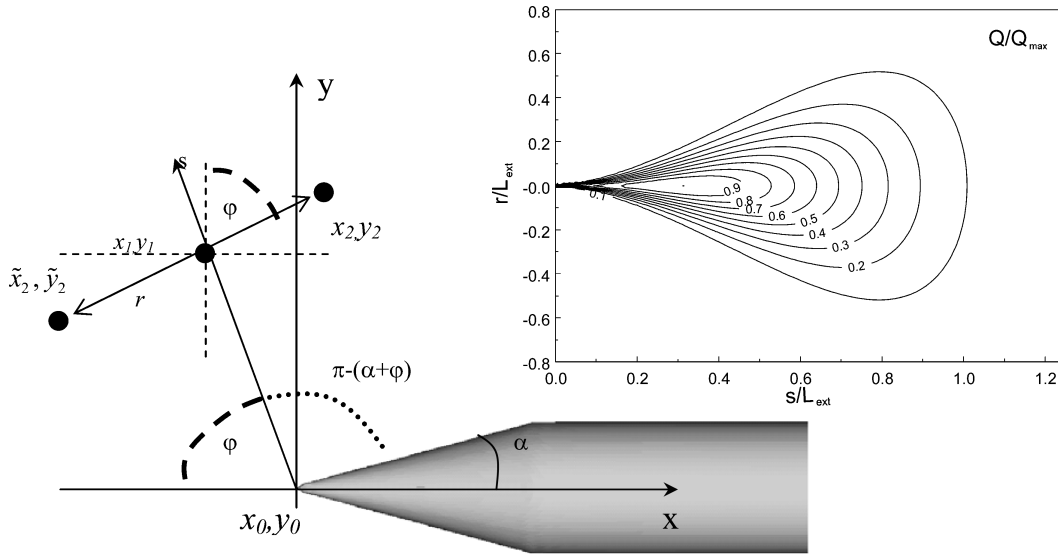 y
s
φ
x₁y₁
x₂,y₂
x̃₂, ỹ₂
r
π-(α+φ)
φ
α
x₀,y₀
x
Q/Qmax
0.8
0.6
0.4
0.2
-0.0
-0.2
-0.4
-0.6
-0.8
r/Lext
0.1
0.9
0.8
0.7
0.6
0.5
0.4
0.3
0.2
0.0
0.2
0.4
0.6
0.8
1.0
1.2
s/Lext